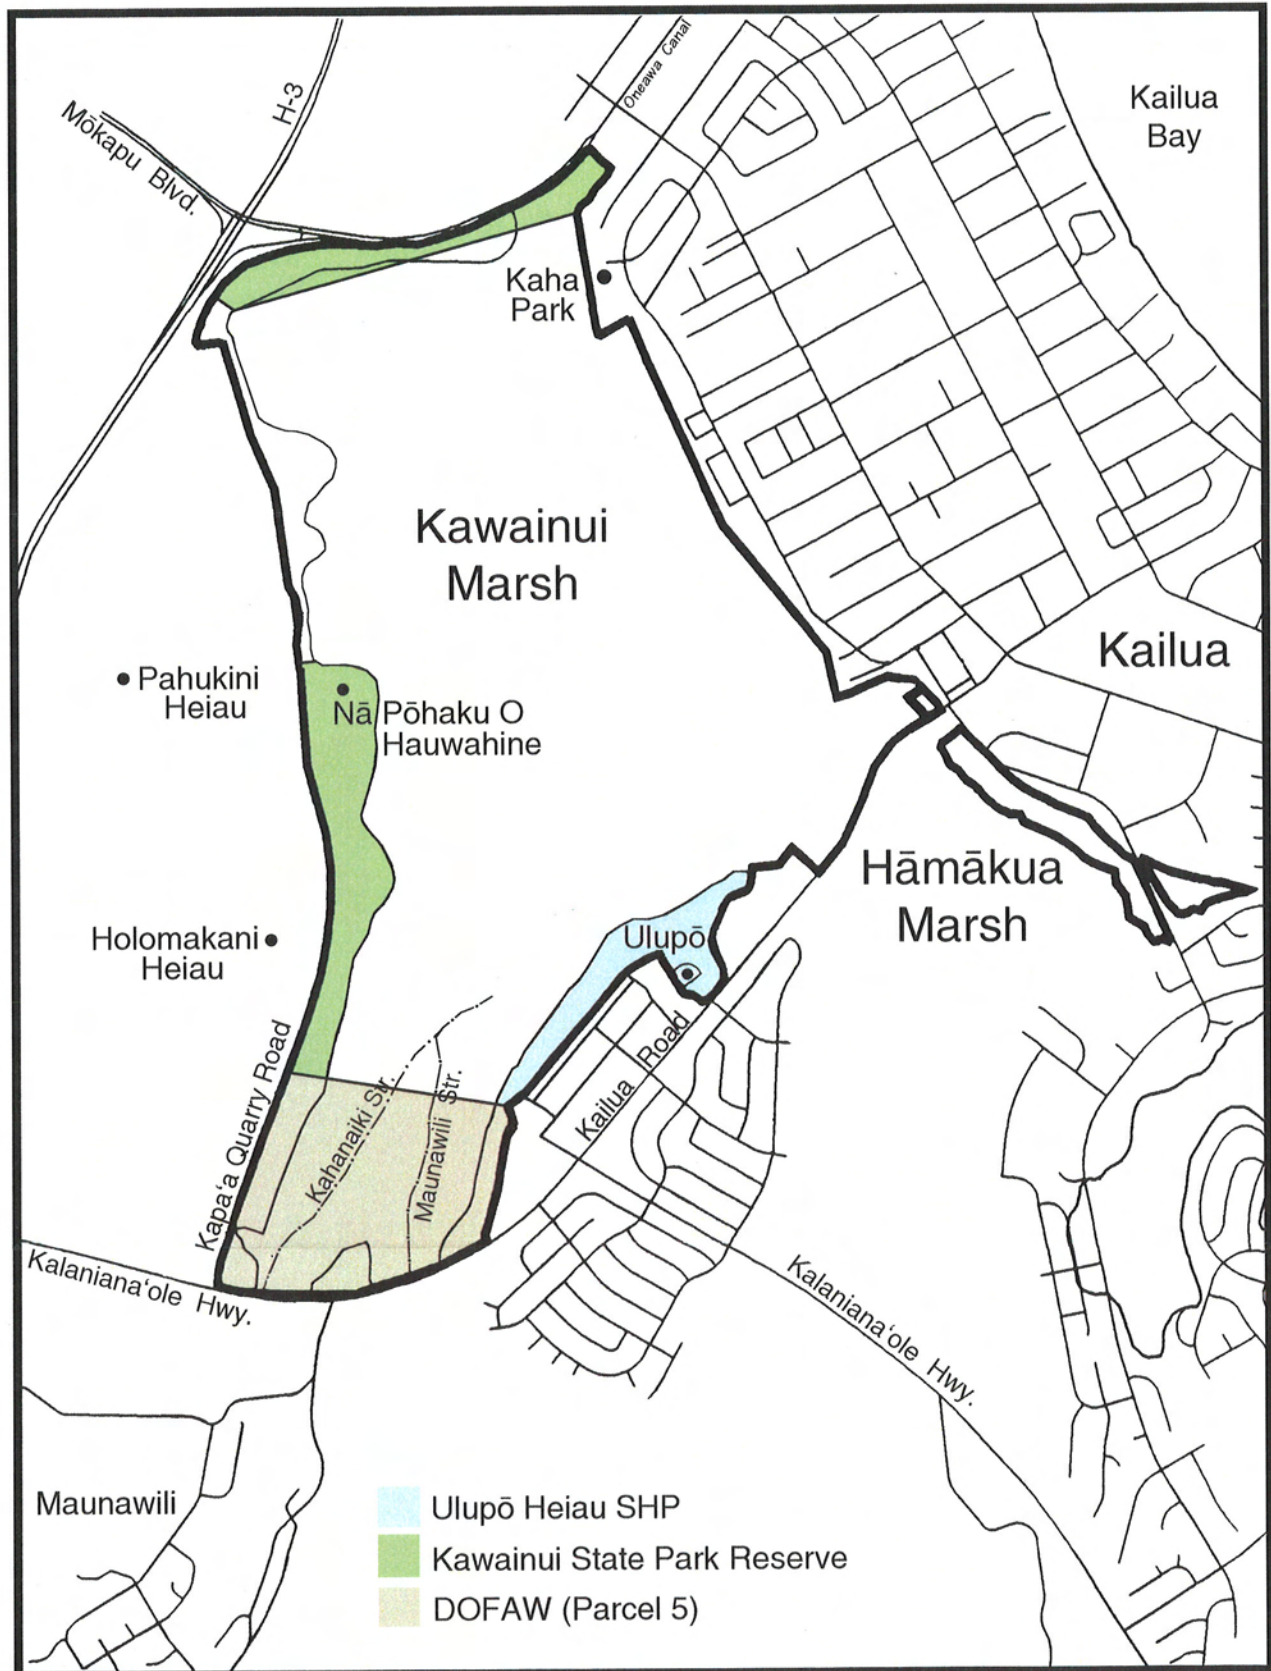 Oneawa Canal
Kailua
Bay
H-3
Mōkapu Blvd.
Kaha
Park
Kawainui
Marsh
Kailua
Pahukini
Heiau
Nā Pōhaku O
Hauwahine
Hāmākua
Marsh
Holomakani
Heiau
Ulupō
Kailua Road
Kapa‘a Quarry Road
Kahanaiki Str.
Maunawili Str.
Kalaniana‘ole Hwy.
Kalaniana‘ole Hwy.
Maunawili
Ulupō Heiau SHP
Kawainui State Park Reserve
DOFAW (Parcel 5)